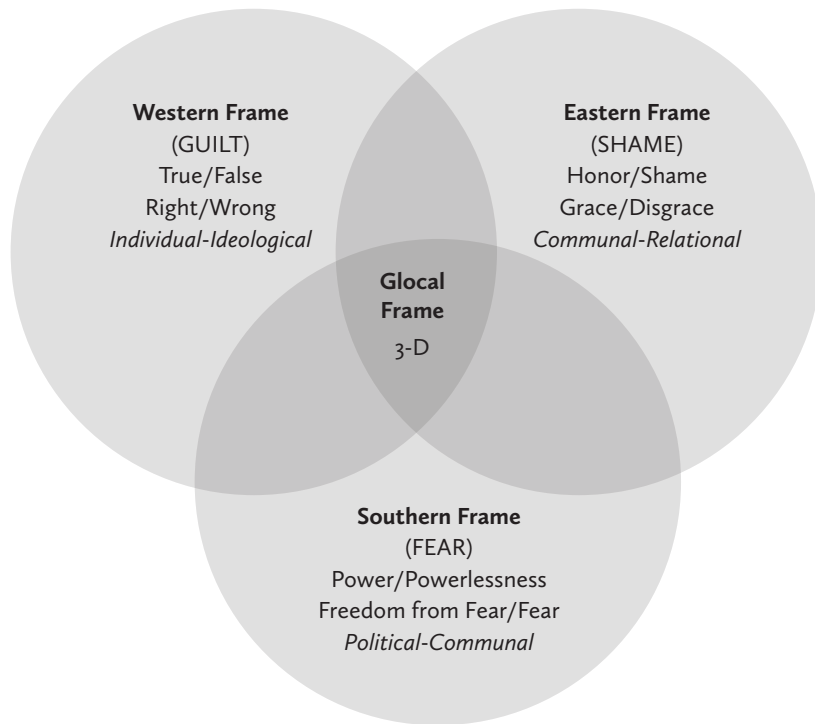 Western Frame
(GUILT)
True/False
Right/Wrong
Individual-Ideological
Eastern Frame
(SHAME)
Honor/Shame
Grace/Disgrace
Communal-Relational
Glocal
Frame
3-D
Southern Frame
(FEAR)
Power/Powerlessness
Freedom from Fear/Fear
Political-Communal